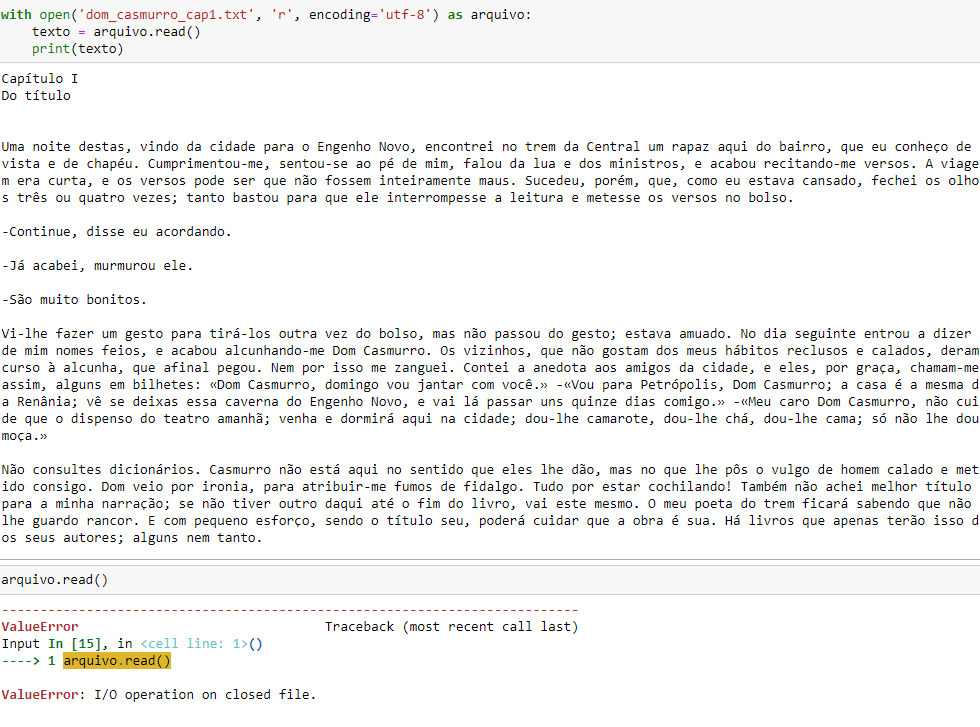 with open('dom_casmurro_cap1.txt', 'r', encoding='utf-8') as arquivo:
    texto = arquivo.read()
    print(texto)
Capítulo I
Do título
Uma noite destas, vindo da cidade para o Engenho Novo, encontrei no trem da Central um rapaz aqui do bairro, que eu conheço de
vista e de chapéu. Cumprimentou-me, sentou-se ao pé de mim, falou da lua e dos ministros, e acabou recitando-me versos. A viage
m era curta, e os versos pode ser que não fossem inteiramente maus. Sucedeu, porém, que, como eu estava cansado, fechei os olho
s três ou quatro vezes; tanto bastou para que ele interrompesse a leitura e metesse os versos no bolso.
-Continue, disse eu acordando.
-Já acabei, murmurou ele.
-São muito bonitos.
Vi-lhe fazer um gesto para tirá-los outra vez do bolso, mas não passou do gesto; estava amuado. No dia seguinte entrou a dizer
de mim nomes feios, e acabou alcunhando-me Dom Casmurro. Os vizinhos, que não gostam dos meus hábitos reclusos e calados, deram
curso à alcunha, que afinal pegou. Nem por isso me zanguei. Contei a anedota aos amigos da cidade, e eles, por graça, chamam-me
assim, alguns em bilhetes: «Dom Casmurro, domingo vou jantar com você.» -«Vou para Petrópolis, Dom Casmurro; a casa é a mesma d
a Renânia; vê se deixas essa caverna do Engenho Novo, e vai lá passar uns quinze dias comigo.» -«Meu caro Dom Casmurro, não cui
de que o dispenso do teatro amanhã; venha e dormirá aqui na cidade; dou-lhe camarote, dou-lhe chá, dou-lhe cama; só não lhe dou
moça.»
Não consultes dicionários. Casmurro não está aqui no sentido que eles lhe dão, mas no que lhe pôs o vulgo de homem calado e met
ido consigo. Dom veio por ironia, para atribuir-me fumos de fidalgo. Tudo por estar cochilando! Também não achei melhor título
para a minha narração; se não tiver outro daqui até o fim do livro, vai este mesmo. O meu poeta do trem ficará sabendo que não
lhe guardo rancor. E com pequeno esforço, sendo o título seu, poderá cuidar que a obra é sua. Há livros que apenas terão isso d
os seus autores; alguns nem tanto.
arquivo.read()
---------------------------------------------------------------------------
ValueError                                Traceback (most recent call last)
Input In [15], in <cell line: 1>()
----> 1 arquivo.read()
ValueError: I/O operation on closed file.